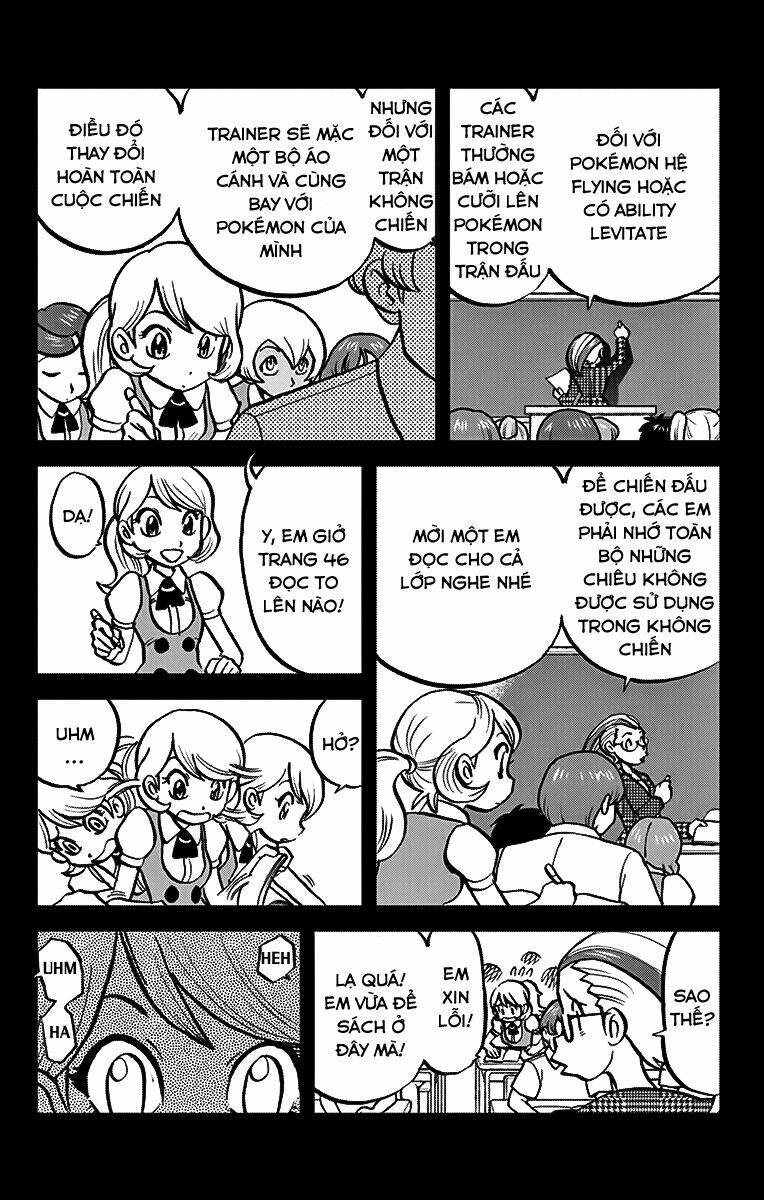 ĐỐI VỚI
POKÉMON HỆ
FLYING HOẶC
CÓ ABILITY
LEVITATE
CÁC
TRAINER
THƯỜNG
BÁM HOẶC
CƯỠI LÊN
POKÉMON
TRONG
TRẬN ĐẤU
NHƯNG
ĐỐI VỚI
MỘT
TRẬN
KHÔNG
CHIẾN
TRAINER SẼ MẶC
MỘT BỘ ÁO
CÁNH VÀ CÙNG
BAY VỚI
POKÉMON CỦA
MÌNH
ĐIỀU ĐÓ
THAY ĐỔI
HOÀN TOÀN
CUỘC CHIẾN
ĐỂ CHIẾN ĐẤU
ĐƯỢC, CÁC EM
PHẢI NHỚ TOÀN
BỘ NHỮNG
CHIÊU KHÔNG
ĐƯỢC SỬ DỤNG
TRONG KHÔNG
CHIẾN
MỜI MỘT EM
ĐỌC CHO CẢ
LỚP NGHE NHÉ
Y, EM GIỞ
TRANG 46
ĐỌC TO
LÊN NÀO!
DẠ!
HỞ?
UHM
...
SAO
THẾ?
EM
XIN
LỖI!
LẠ QUÁ!
EM VỪA ĐỂ
SÁCH Ở
ĐÂY MÀ!
HEH
UHM
HA